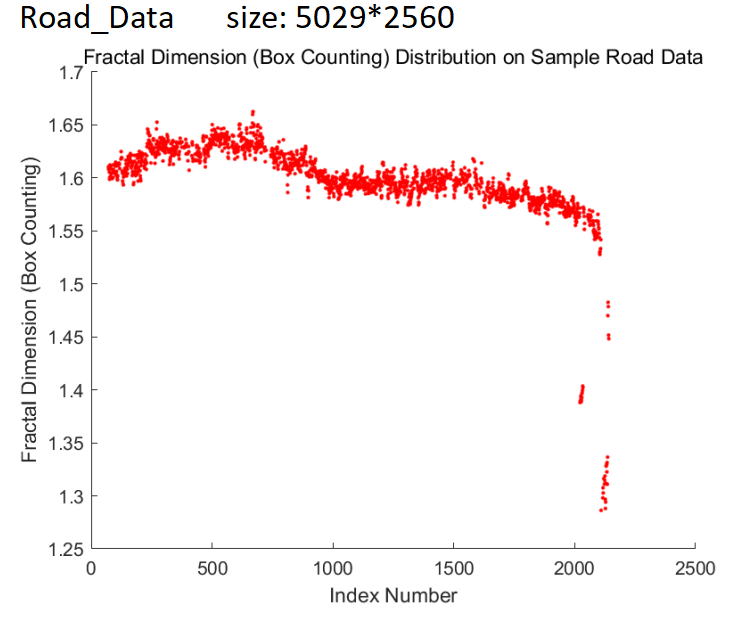 Road_Data size: 5029*2560
Fractal Dimension (Box Counting) Distribution on Sample Road Data
1.7
1.65
1.6
1.55
1.5
1.45
1.4
1.35
1.3
1.25
Fractal Dimension (Box Counting)
0 500 1000 1500 2000 2500
Index Number